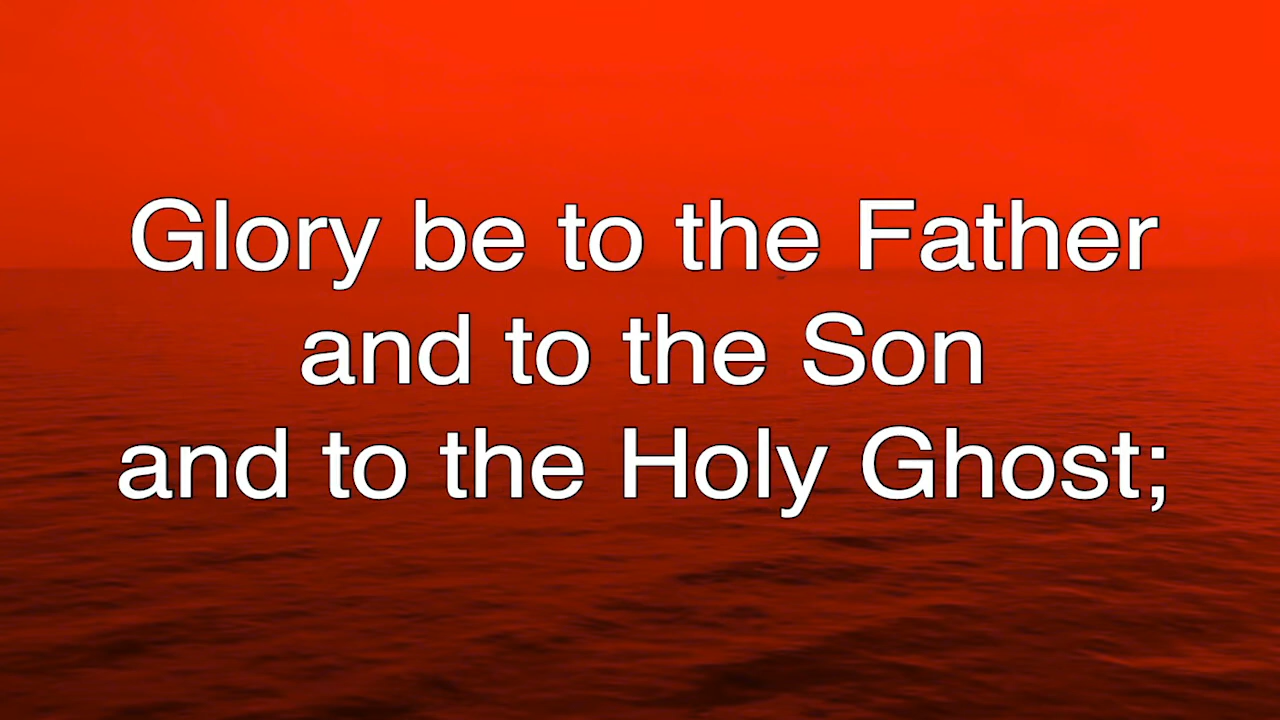 Glory be to the Father
and to the Son
and to the Holy Ghost;